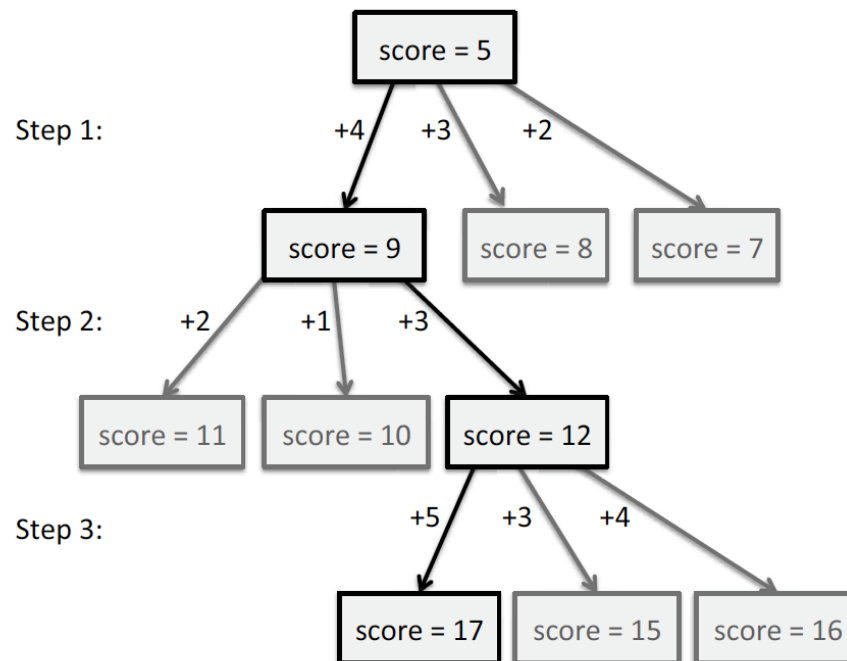 score = 5
Step 1: +4 +3 +2
score = 9 score = 8 score = 7
Step 2: +2 +1 +3
score = 11 score = 10 score = 12
Step 3: +5 +3 +4
score = 17 score = 15 score = 16